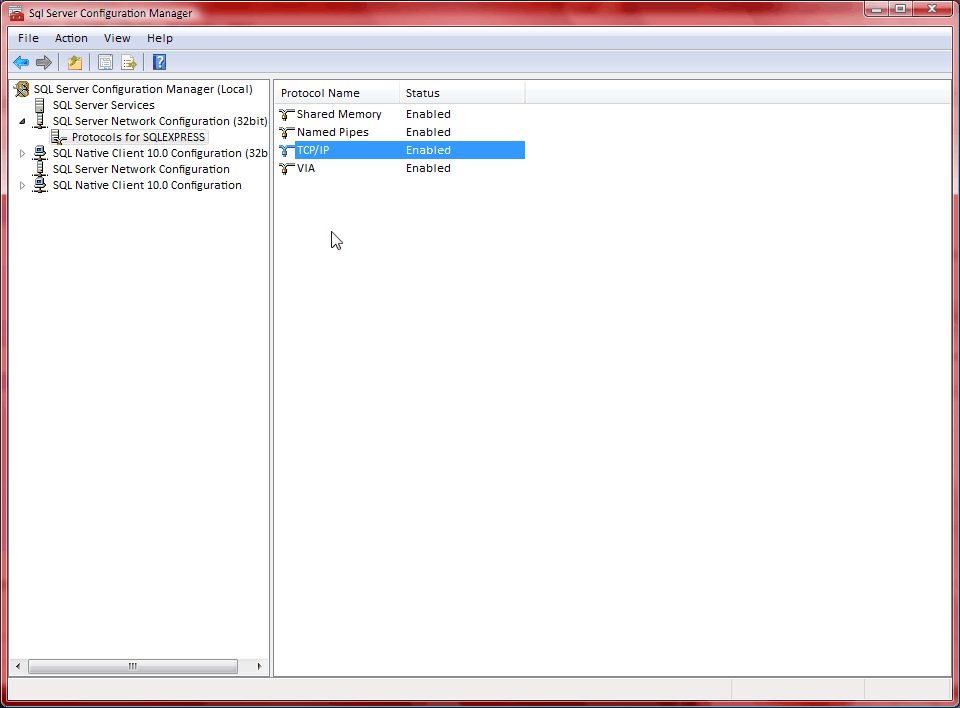 Sql Server Configuration Manager
File Action View Help
SQL Server Configuration Manager (Local)
SQL Server Services
SQL Server Network Configuration (32bit)
Protocols for SQLEXPRESS
SQL Native Client 10.0 Configuration (32b
SQL Server Network Configuration
SQL Native Client 10.0 Configuration
Protocol Name Status
Shared Memory Enabled
Named Pipes Enabled
TCP/IP Enabled
VIA Enabled